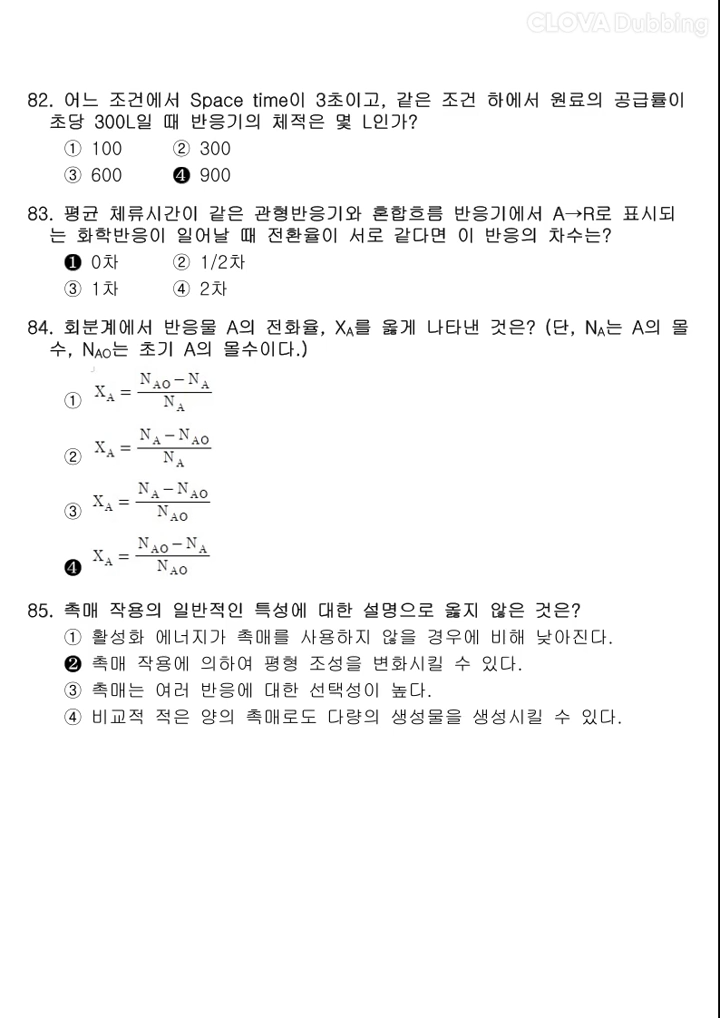 CLOVA Dubbing
82. 어느 조건에서 Space time이 3초이고, 같은 조건 하에서 원료의 공급률이
초당 300L일 때 반응기의 체적은 몇 L인가?
① 100 ② 300
③ 600 ❹ 900
83. 평균 체류시간이 같은 관형반응기와 혼합흐름 반응기에서 A→R로 표시되
는 화학반응이 일어날 때 전환율이 서로 같다면 이 반응의 차수는?
❶ 0차 ② 1/2차
③ 1차 ④ 2차
84. 회분계에서 반응물 A의 전화율, XA를 옳게 나타낸 것은? (단, NA는 A의 몰
수, NAO는 초기 A의 몰수이다.)
① XA = (NAO − NA) / NA
② XA = (NA − NAO) / NA
③ XA = (NA − NAO) / NAO
❹ XA = (NAO − NA) / NAO
85. 촉매 작용의 일반적인 특성에 대한 설명으로 옳지 않은 것은?
① 활성화 에너지가 촉매를 사용하지 않을 경우에 비해 낮아진다.
❷ 촉매 작용에 의하여 평형 조성을 변화시킬 수 있다.
③ 촉매는 여러 반응에 대한 선택성이 높다.
④ 비교적 적은 양의 촉매로도 다량의 생성물을 생성시킬 수 있다.